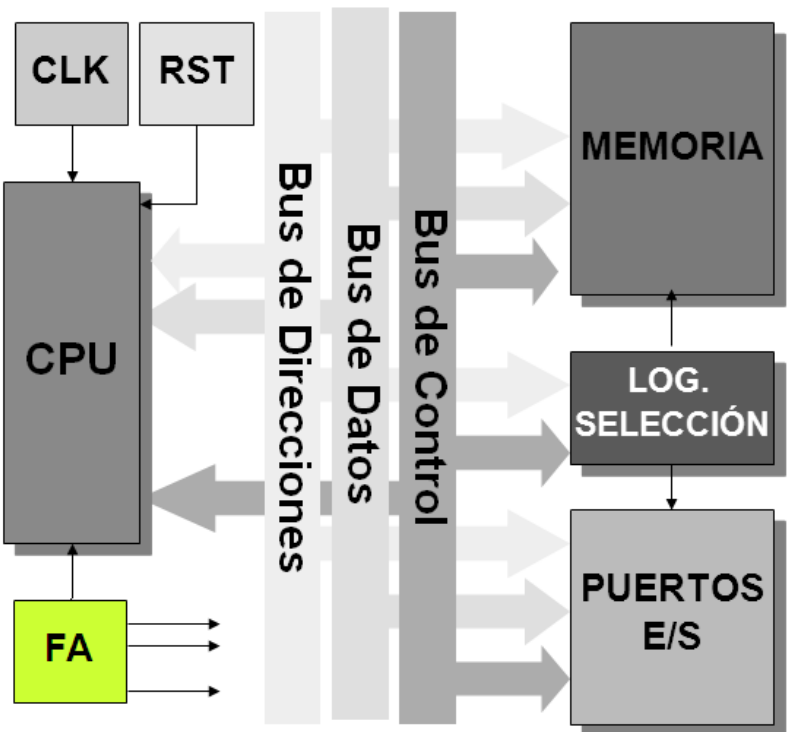 CLK
RST
CPU
FA
Bus de Direcciones
Bus de Datos
Bus de Control
MEMORIA
LOG.
SELECCIÓN
PUERTOS
E/S